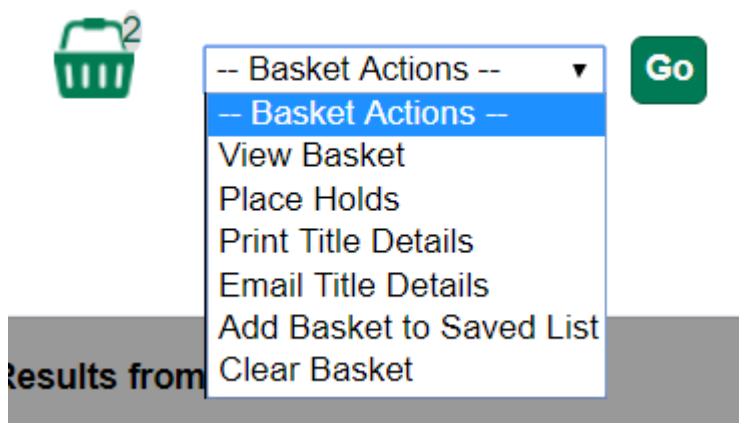 2
-- Basket Actions -- ▼
Go
-- Basket Actions --
View Basket
Place Holds
Print Title Details
Email Title Details
Add Basket to Saved List
Clear Basket
Results from